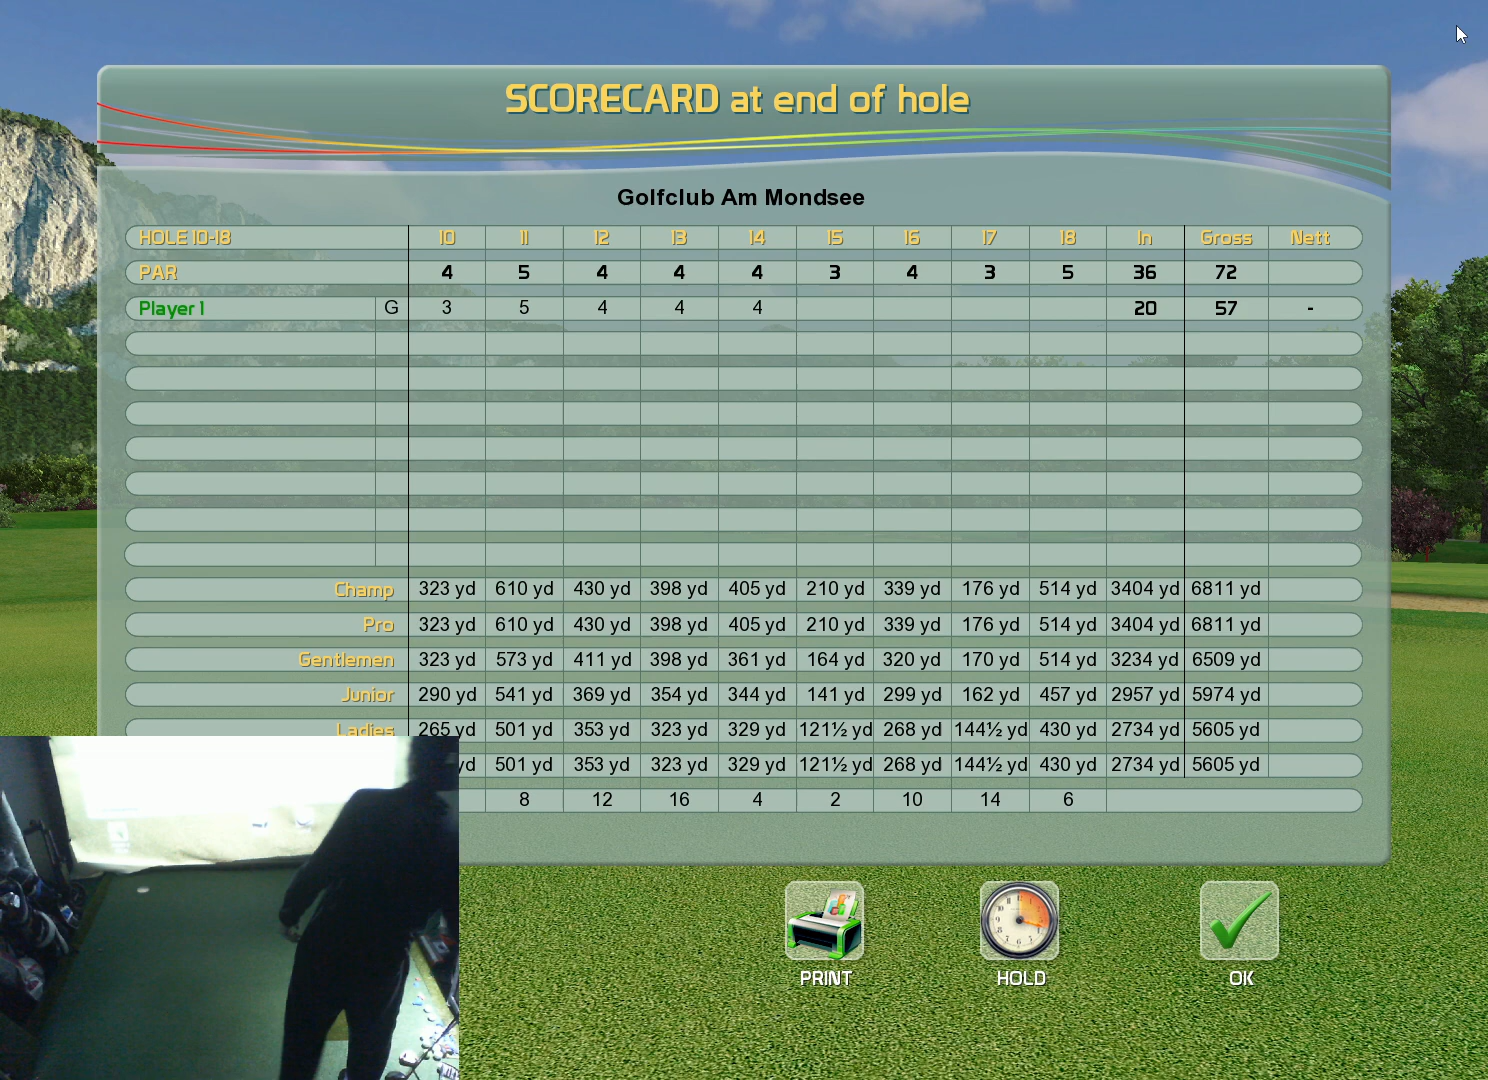 SCORECARD at end of hole
Golfclub Am Mondsee
HOLE 10-18 10 11 12 13 14 15 16 17 18 In Gross Nett
PAR 4 5 4 4 4 3 4 3 5 36 72
Player 1 G 3 5 4 4 4 20 57 -
Champ 323 yd 610 yd 430 yd 398 yd 405 yd 210 yd 339 yd 176 yd 514 yd 3404 yd 6811 yd
Pro 323 yd 610 yd 430 yd 398 yd 405 yd 210 yd 339 yd 176 yd 514 yd 3404 yd 6811 yd
Gentlemen 323 yd 573 yd 411 yd 398 yd 361 yd 164 yd 320 yd 170 yd 514 yd 3234 yd 6509 yd
Junior 290 yd 541 yd 369 yd 354 yd 344 yd 141 yd 299 yd 162 yd 457 yd 2957 yd 5974 yd
Ladies 265 yd 501 yd 353 yd 323 yd 329 yd 121½ yd 268 yd 144½ yd 430 yd 2734 yd 5605 yd
yd 501 yd 353 yd 323 yd 329 yd 121½ yd 268 yd 144½ yd 430 yd 2734 yd 5605 yd
8 12 16 4 2 10 14 6
PRINT HOLD OK